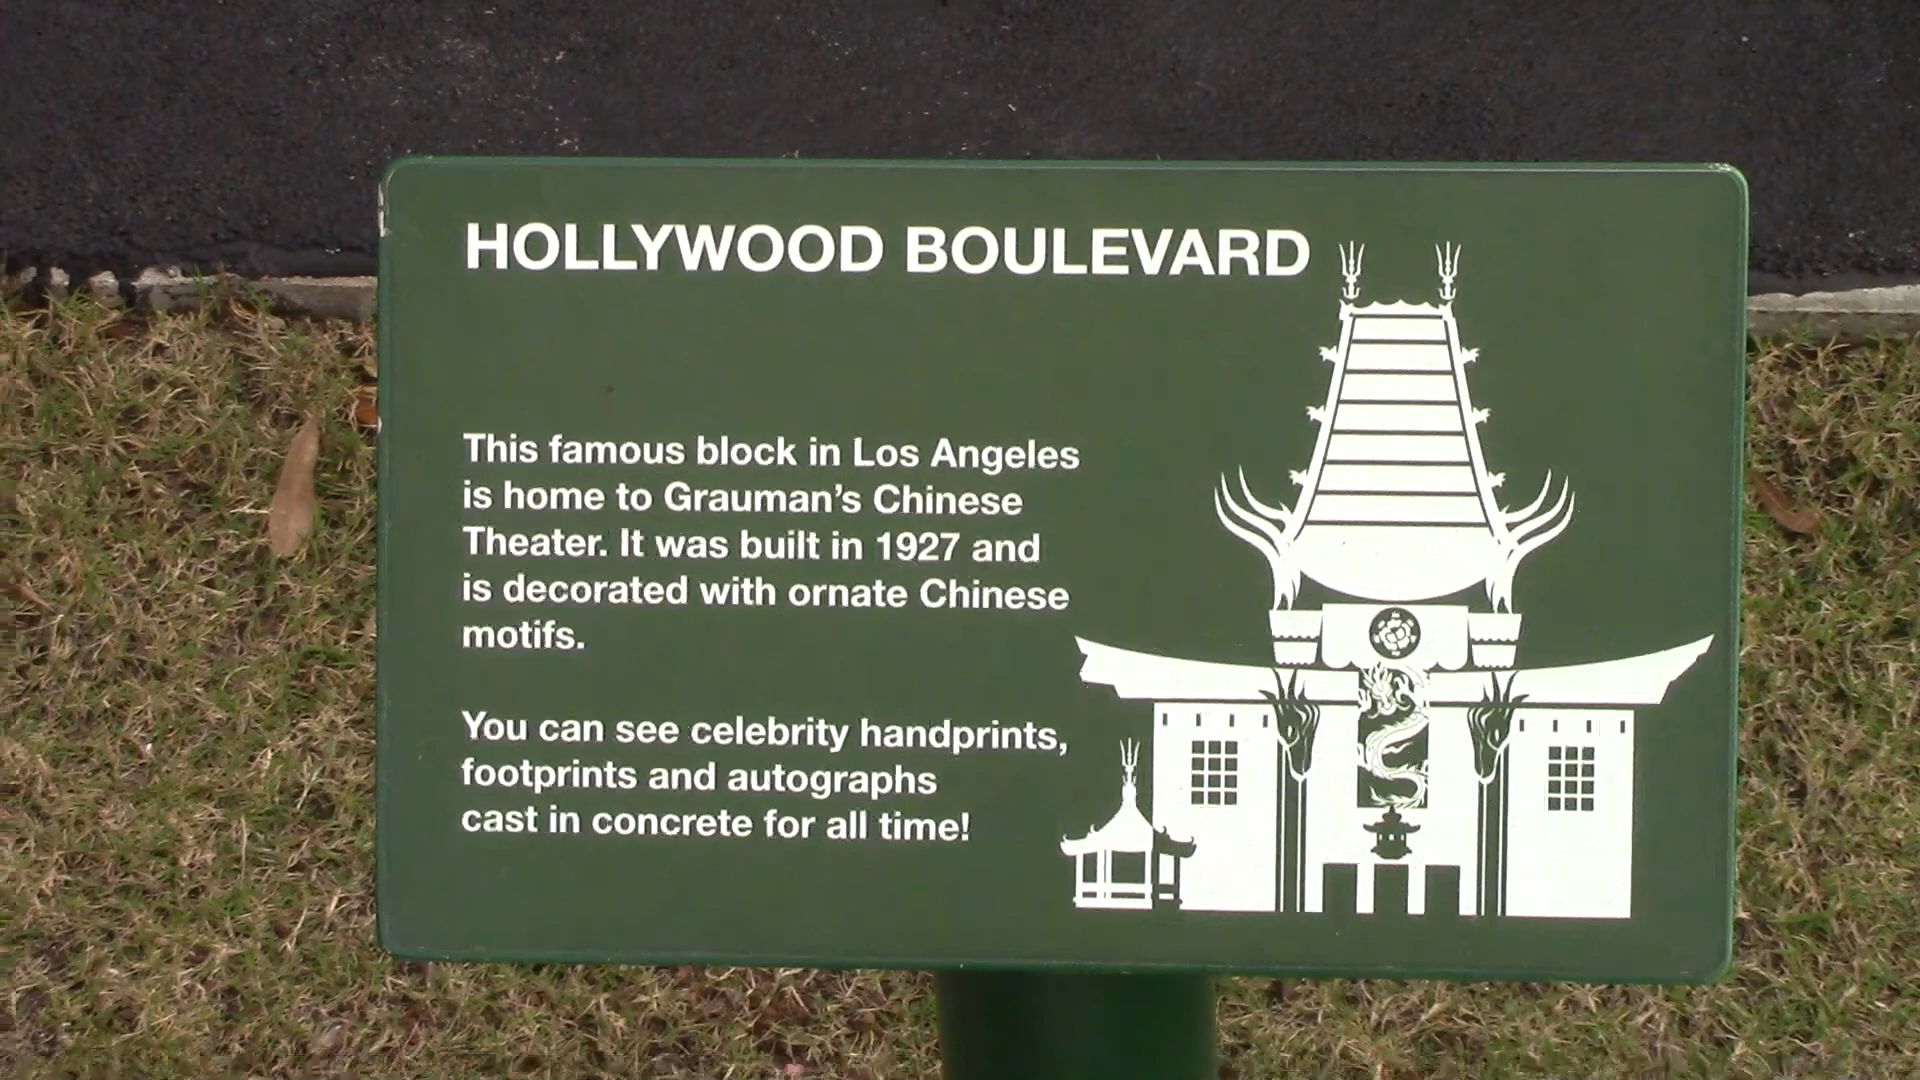 HOLLYWOOD BOULEVARD
This famous block in Los Angeles
is home to Grauman’s Chinese
Theater. It was built in 1927 and
is decorated with ornate Chinese
motifs.
You can see celebrity handprints,
footprints and autographs
cast in concrete for all time!